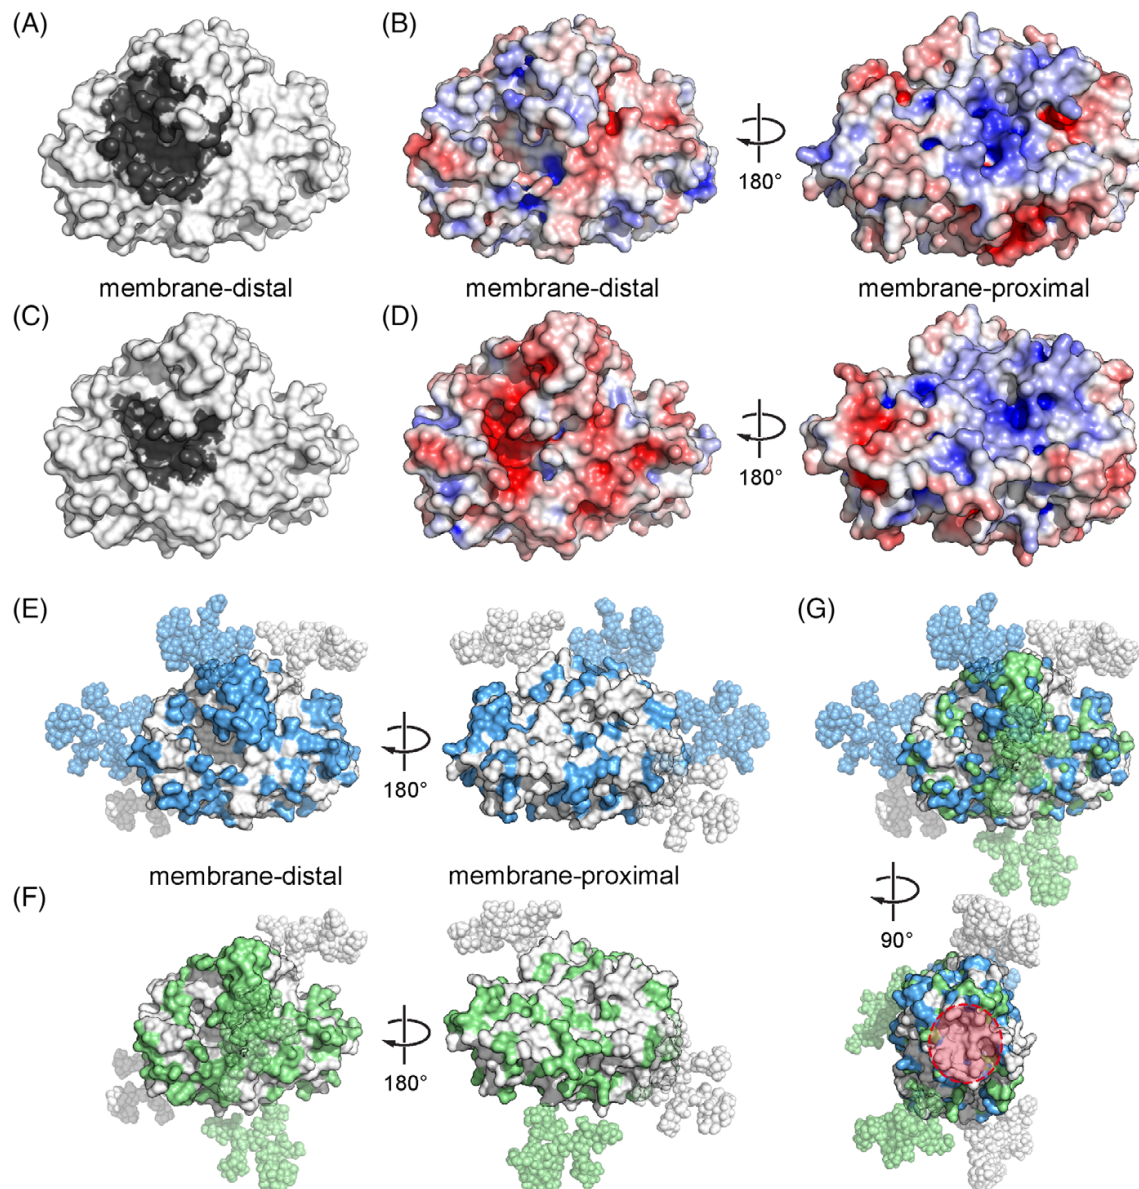 (A)
(B)
180°
membrane-distal
membrane-distal
membrane-proximal
(C)
(D)
180°
(E)
(G)
180°
membrane-distal
membrane-proximal
(F)
90°
180°